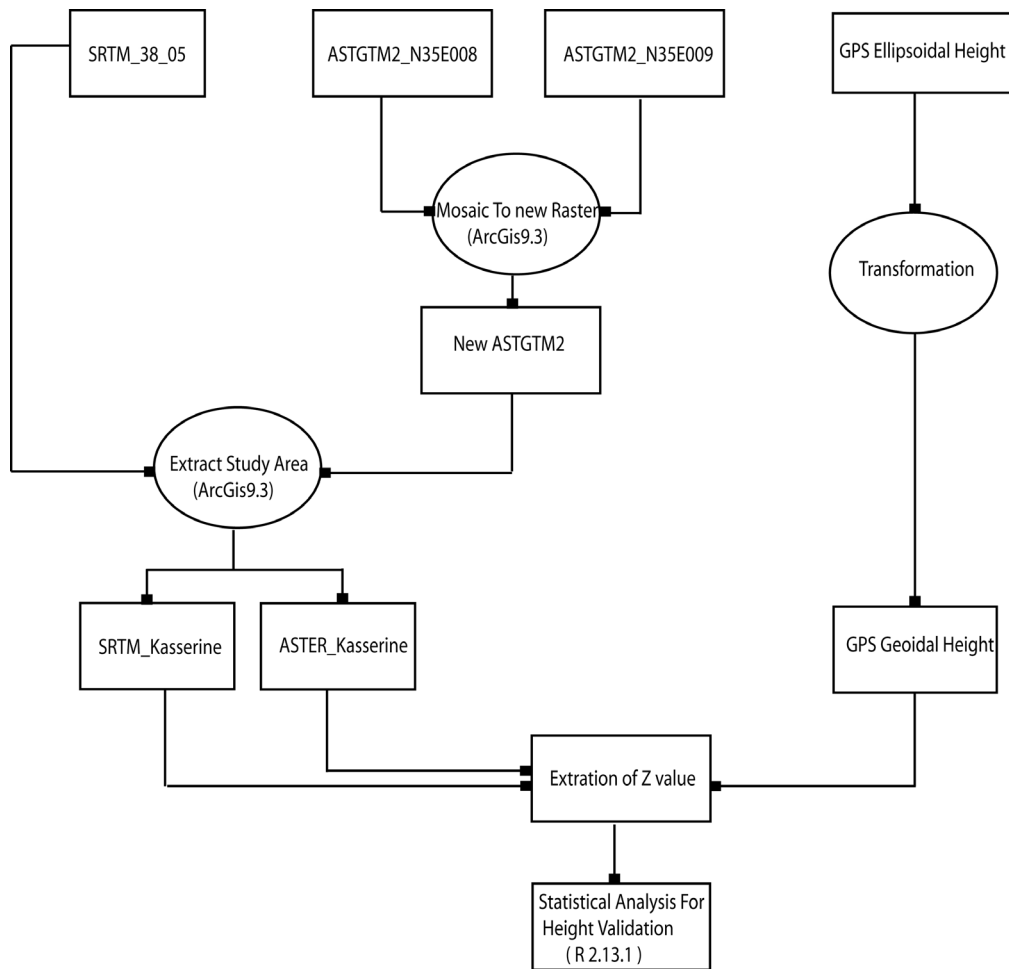 SRTM_38_05
ASTGTM2_N35E008
ASTGTM2_N35E009
GPS Ellipsoidal Height
Mosaic To new Raster
(ArcGis9.3)
Transformation
New ASTGTM2
Extract Study Area
(ArcGis9.3)
SRTM_Kasserine
ASTER_Kasserine
GPS Geoidal Height
Extration of Z value
Statistical Analysis For
Height Validation
( R 2.13.1 )